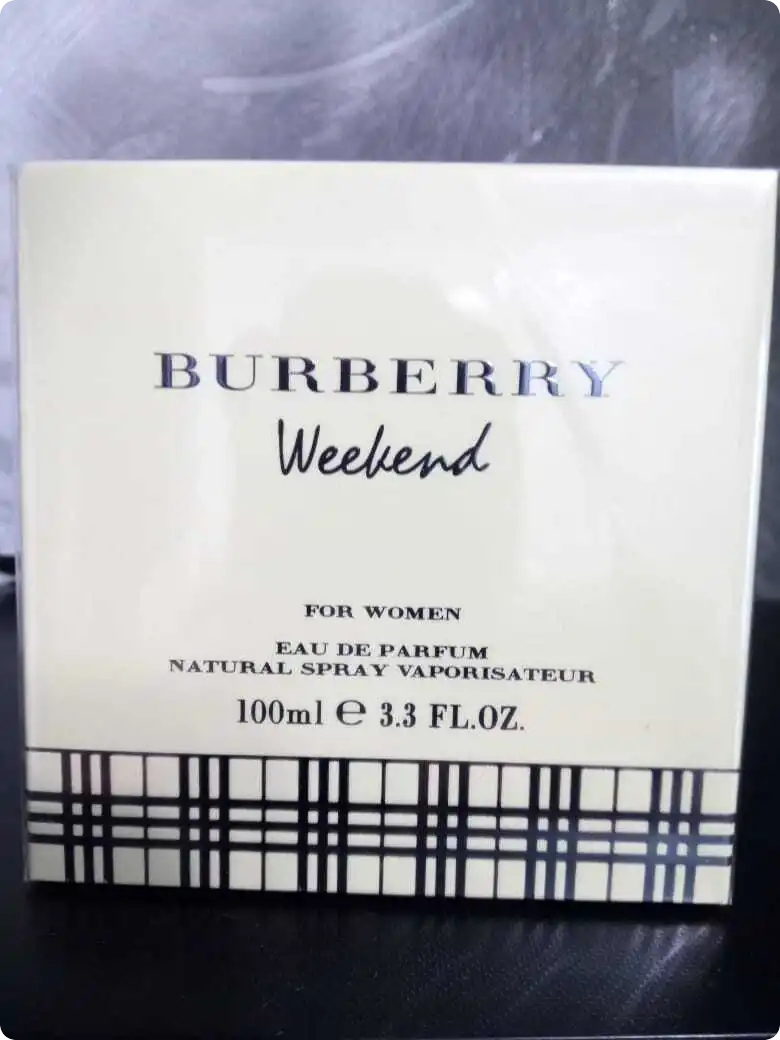 BURBERRY
Weekend
FOR WOMEN
EAU DE PARFUM
NATURAL SPRAY VAPORISATEUR
100ml ℮ 3.3 FL.OZ.